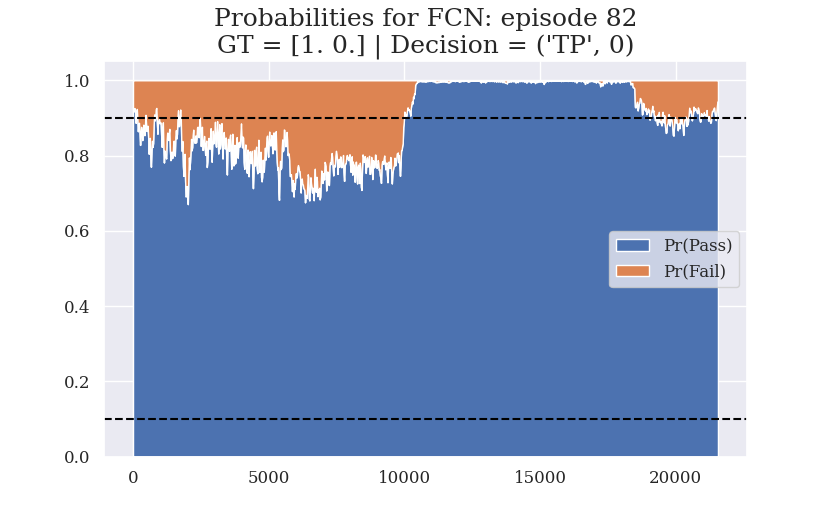 Probabilities for FCN: episode 82
GT = [1. 0.] | Decision = ('TP', 0)
1.0
0.8
0.6
0.4
0.2
0.0
Pr(Pass)
Pr(Fail)
0 5000 10000 15000 20000